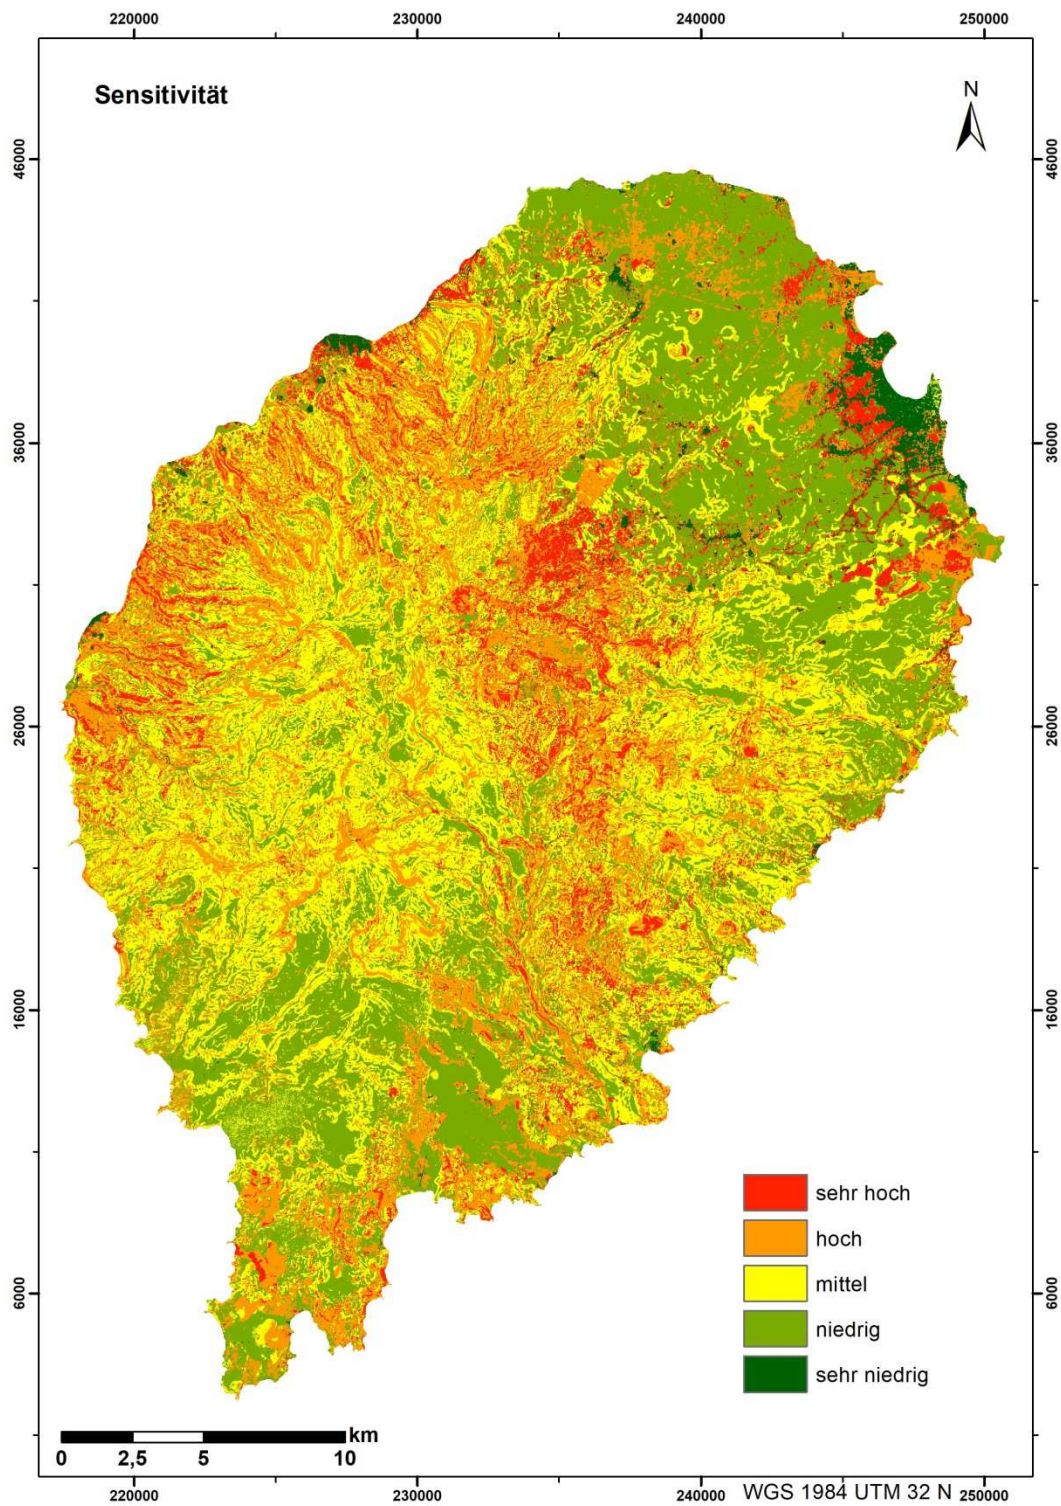 220000 230000 240000 250000
Sensitivität
N
46000 46000
36000 36000
26000 26000
16000 16000
sehr hoch
hoch
6000 mittel 6000
niedrig
sehr niedrig
km
0 2,5 5 10
220000 230000 240000 WGS 1984 UTM 32 N 250000